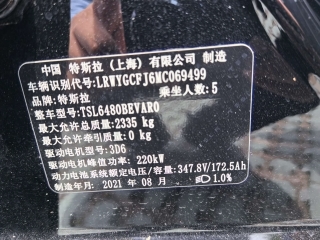 中国 特斯拉（上海）有限公司 制造
车辆识别代号:LRWYGCFJ6MC069499
品牌:特斯拉 乘坐人数:5
整车型号:TSL6480BEVAR0
最大允许总质量:2335 kg
最大允许牵引质量:0 kg
驱动电机型号:3D6
驱动电机峰值功率: 220kW
动力电池系统额定电压/容量:347.8V/172.5Ah
制造年月: 2021 年 08 月 1.0%